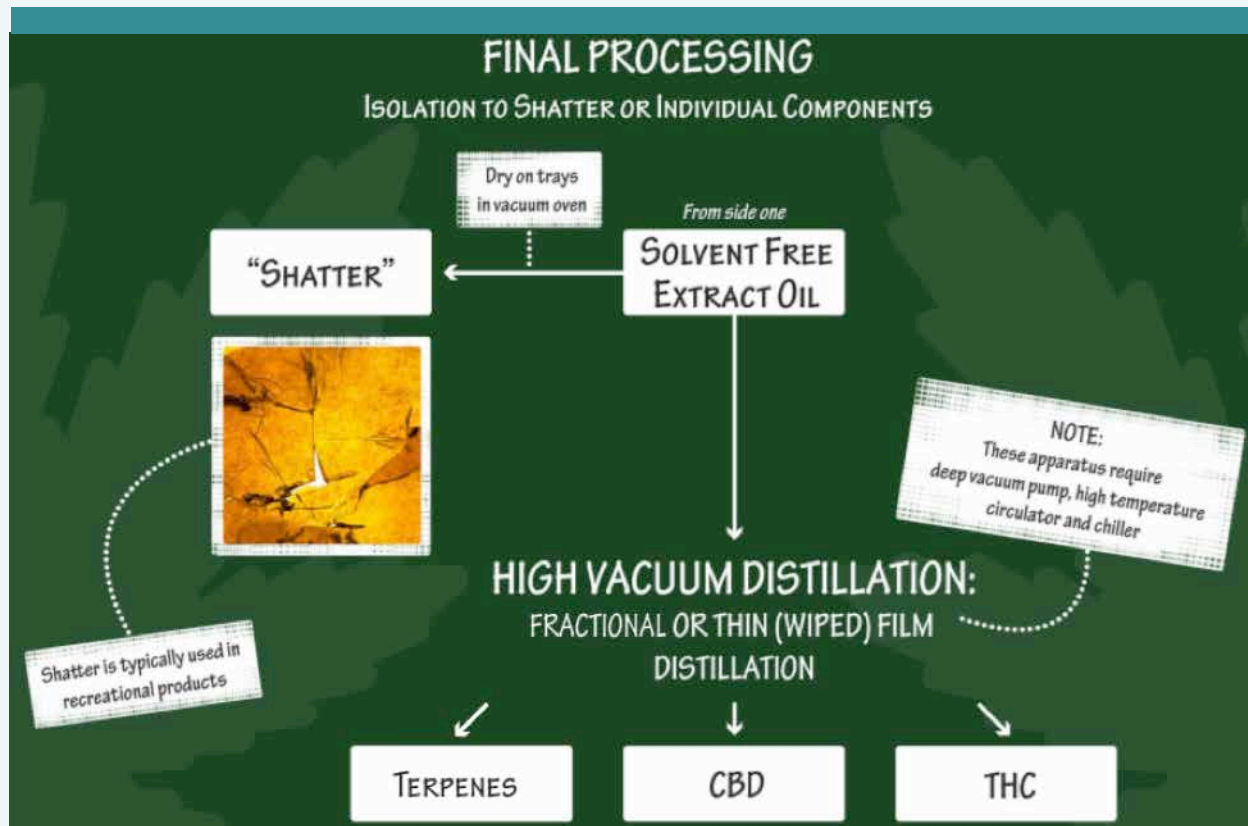 FINAL PROCESSING
ISOLATION TO SHATTER OR INDIVIDUAL COMPONENTS
Dry on trays
in vacuum oven
From side one
"SHATTER"
SOLVENT FREE
EXTRACT OIL
NOTE:
These apparatus require
deep vacuum pump, high temperature
circulator and chiller
HIGH VACUUM DISTILLATION:
FRACTIONAL OR THIN (WIPED) FILM
DISTILLATION
Shatter is typically used in
recreational products
TERPENES
CBD
THC